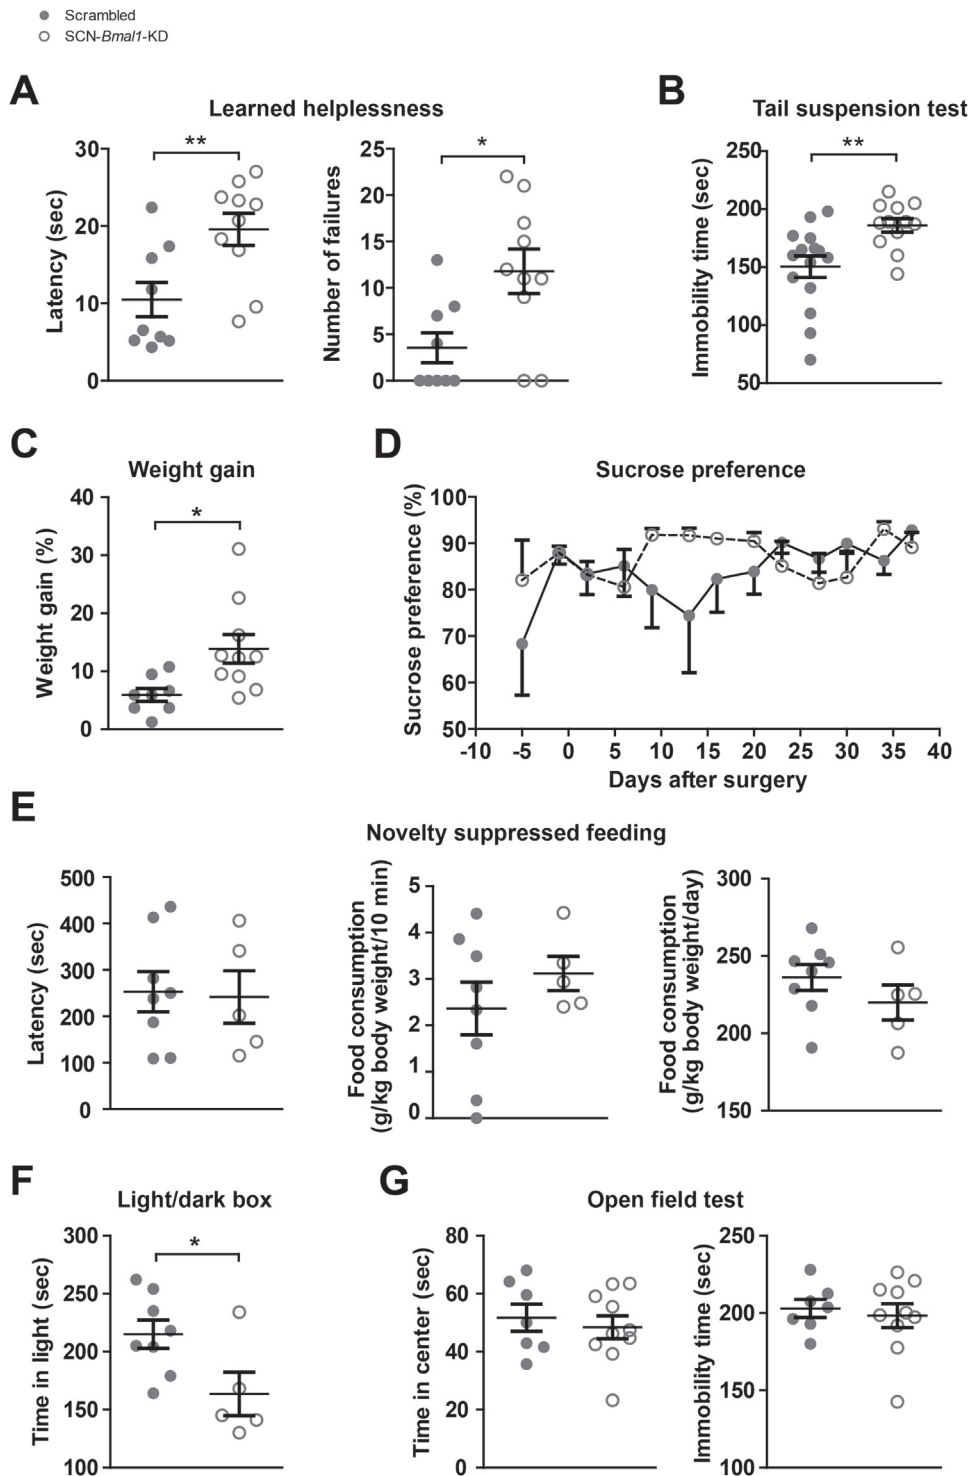 Scrambled
SCN-Bmal1-KD
A
Learned helplessness
Latency (sec)
30
20
10
0
**
Number of failures
25
20
15
10
5
0
*
B
Tail suspension test
Immobility time (sec)
250
200
150
100
50
**
C
Weight gain
Weight gain (%)
40
30
20
10
0
*
D
Sucrose preference
Sucrose preference (%)
100
90
80
70
60
50
-10 -5 0 5 10 15 20 25 30 35 40
Days after surgery
E
Novelty suppressed feeding
Latency (sec)
500
400
300
200
100
0
Food consumption
(g/kg body weight/10 min)
5
4
3
2
1
0
Food consumption
(g/kg body weight/day)
300
250
200
150
F
Light/dark box
Time in light (sec)
300
250
200
150
100
*
G
Open field test
Time in center (sec)
80
60
40
20
0
Immobility time (sec)
250
200
150
100